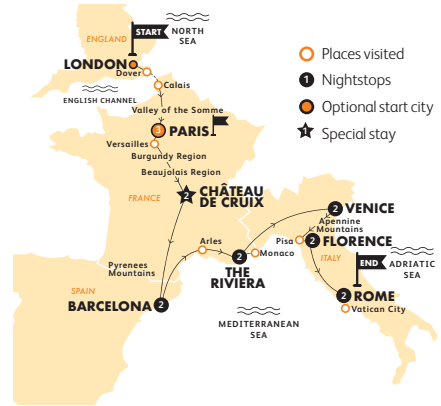 ENGLAND
START
NORTH
SEA
LONDON
Dover
Calais
ENGLISH CHANNEL
Valley of the Somme
3
PARIS
Versailles
Burgundy Region
Beaujolais Region
FRANCE
2
CHÂTEAU
DE CRUIX
Places visited
1
Nightstops
Optional start city
1
Special stay
2
VENICE
Apennine
Mountains
Arles
Pisa
2
FLORENCE
2
Monaco
THE
RIVIERA
ITALY
END
ADRIATIC
SEA
Pyrenees
Mountains
SPAIN
BARCELONA
2
2
ROME
Vatican City
MEDITERRANEAN
SEA